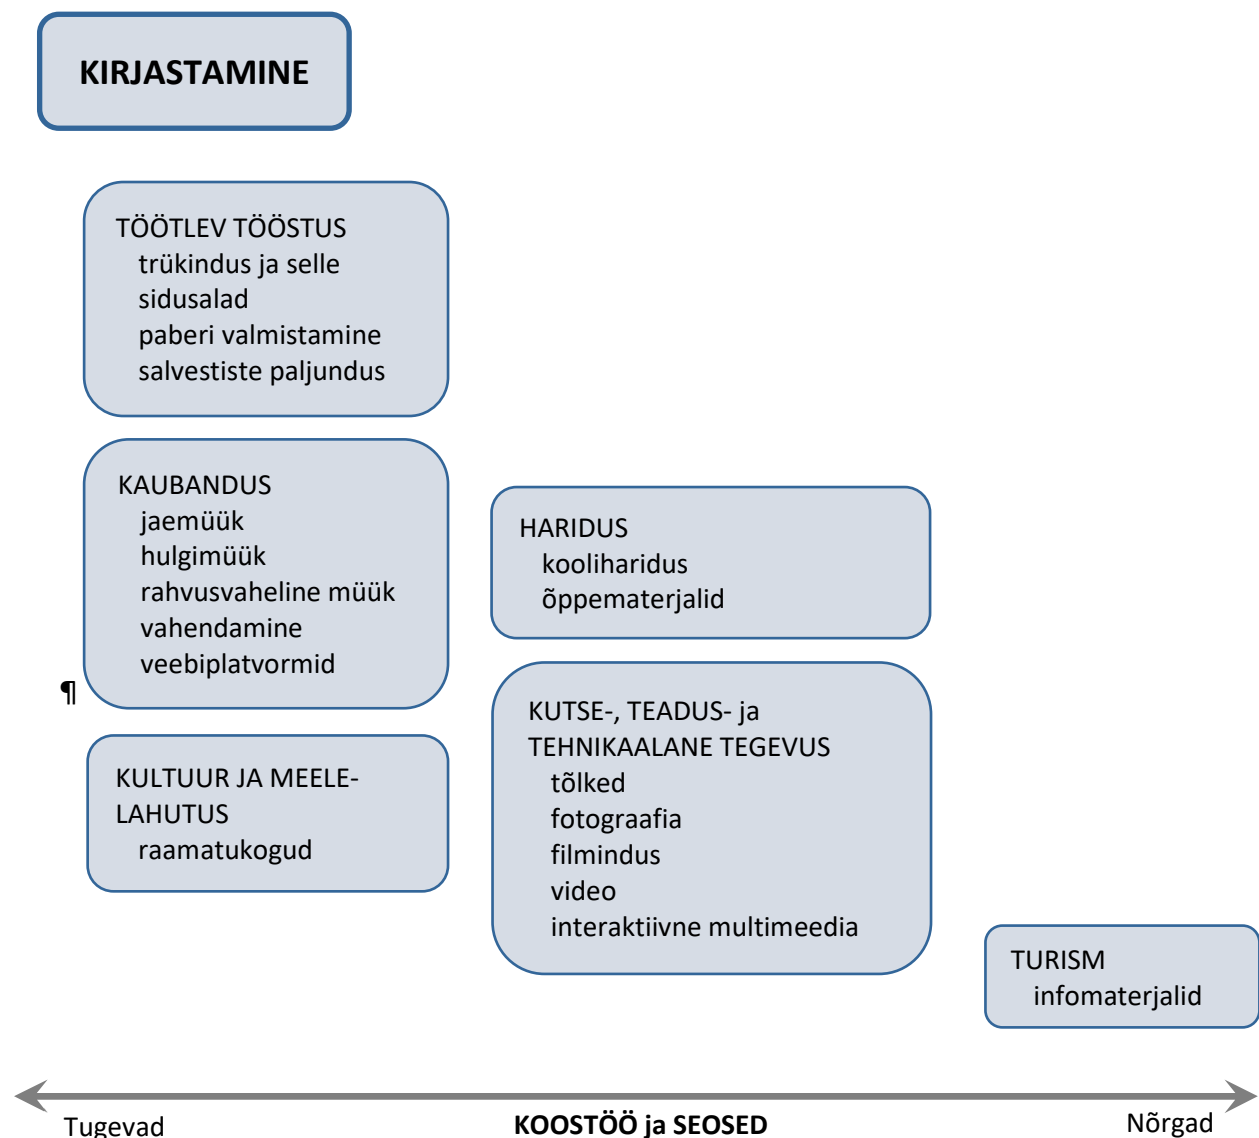 KIRJASTAMINE
TÖÖTLEV TÖÖSTUS
trükindus ja selle
sidusalad
paberi valmistamine
salvestiste paljundus
KAUBANDUS
jaemüük
hulgimüük
rahvusvaheline müük
vahendamine
veebiplatvormid
¶
KULTUUR JA MEELE-
LAHUTUS
raamatukogud
HARIDUS
kooliharidus
õppematerjalid
KUTSE-, TEADUS- ja
TEHNIKAALANE TEGEVUS
tõlked
fotograafia
filmindus
video
interaktiivne multimeedia
TURISM
infomaterjalid
Tugevad
KOOSTÖÖ ja SEOSED
Nõrgad